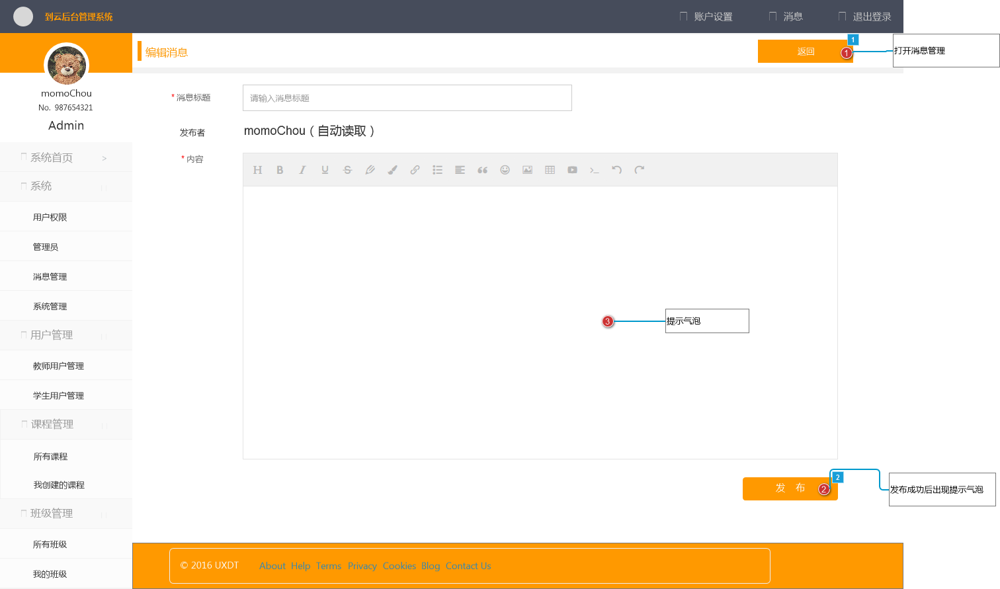 到云后台管理系统
账户设置
消息
退出登录
编辑消息
返回
1
1
打开消息管理
momoChou
No. 987654321
Admin
系统首页 >
系统
用户权限
管理员
消息管理
系统管理
用户管理
教师用户管理
学生用户管理
课程管理
所有课程
我创建的课程
班级管理
所有班级
我的班级
* 消息标题
请输入消息标题
发布者
momoChou（自动读取）
* 内容
H B I U S
3
提示气泡
发 布
2
2
发布成功后出现提示气泡
© 2016 UXDT About Help Terms Privacy Cookies Blog Contact Us